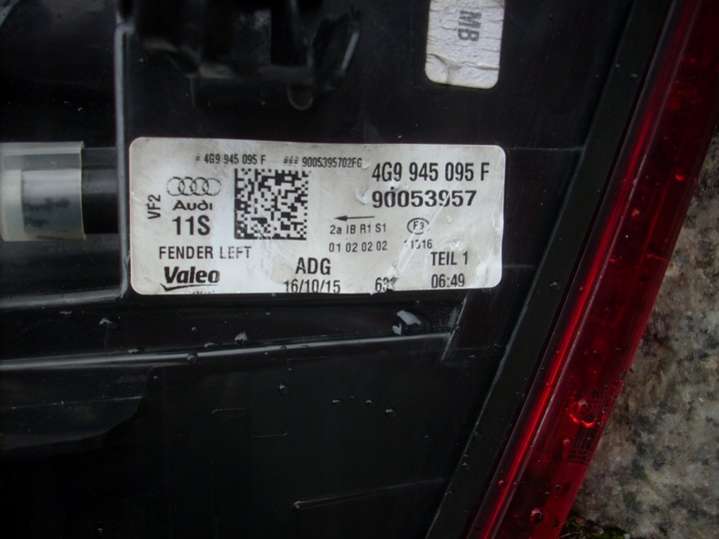 MB
# 4G9 945 095 F ### 9005395702FG
4G9 945 095 F
90053957
VF2
Audi
11S
2a IB R1 S1
01 02 02 02
FENDER LEFT
ADG
TEIL 1
Valeo
16/10/15
06:49